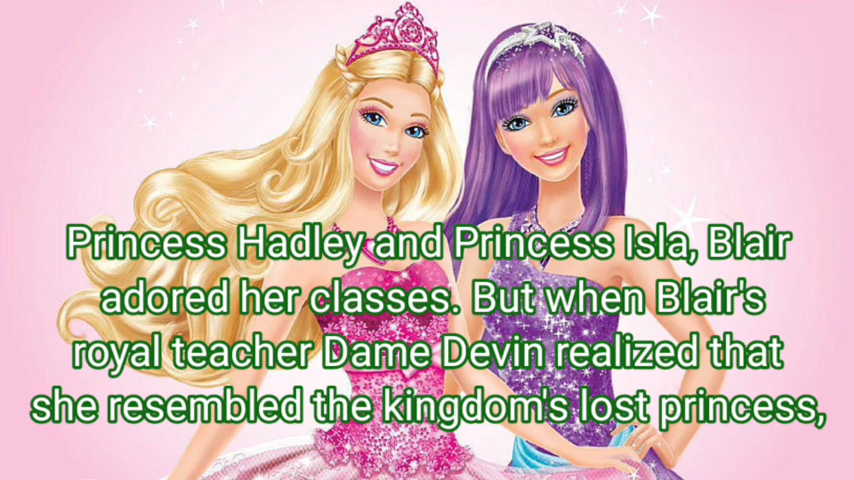 Princess Hadley and Princess Isla, Blair
adored her classes. But when Blair's
royal teacher Dame Devin realized that
she resembled the kingdom's lost princess,